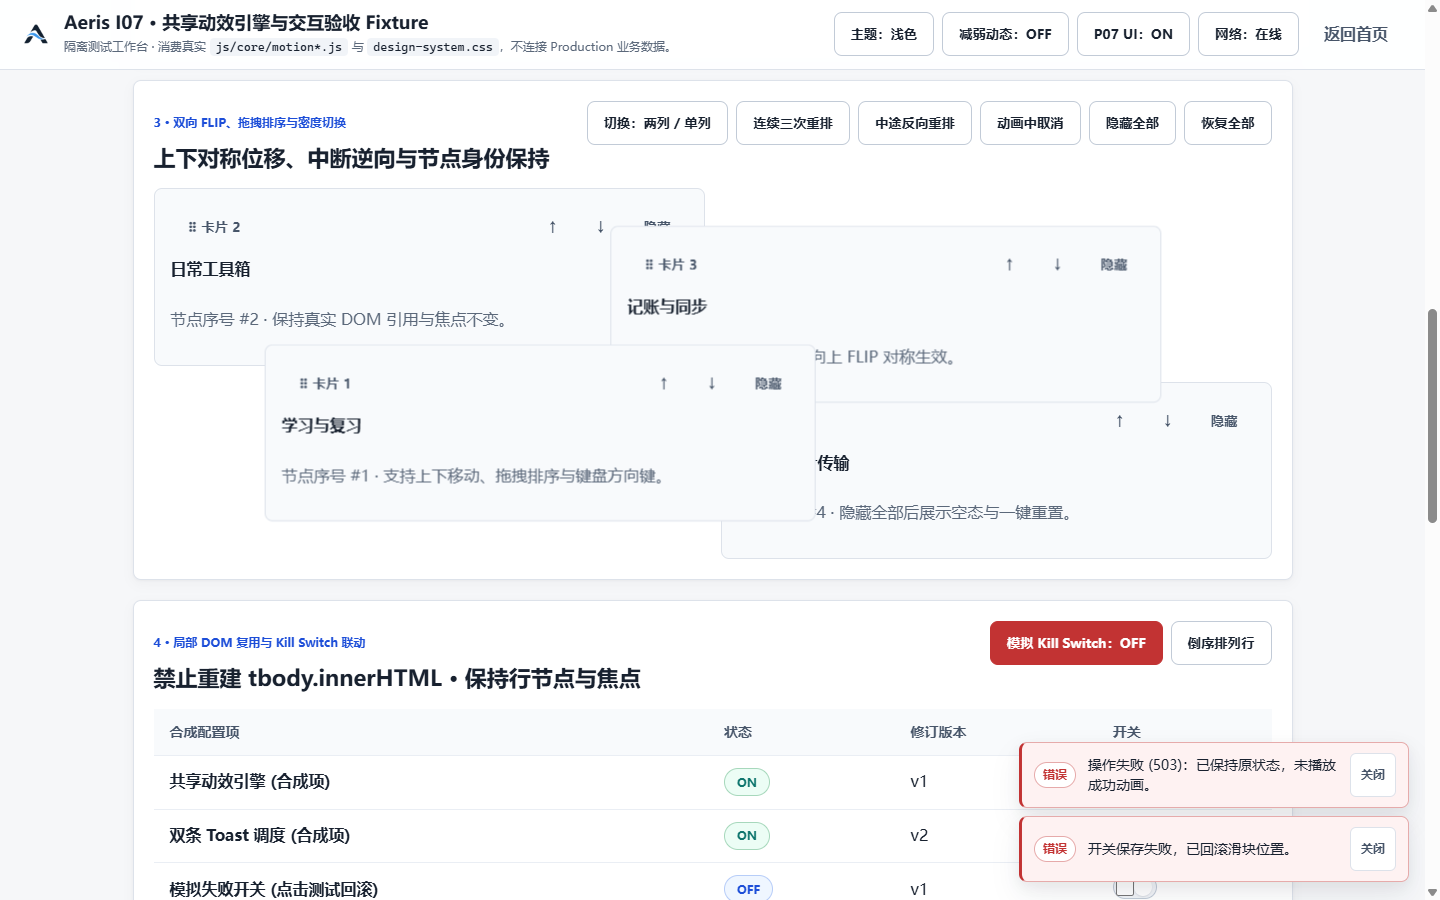 Aeris I07 • 共享动效引擎与交互验收 Fixture
隔离测试工作台 · 消费真实 js/core/motion*.js 与 design-system.css ，不连接 Production 业务数据。
主题：浅色
减弱动态：OFF
P07 UI：ON
网络：在线
返回首页
3 • 双向 FLIP、拖拽排序与密度切换
上下对称位移、中断逆向与节点身份保持
切换：两列 / 单列
连续三次重排
中途反向重排
动画中取消
隐藏全部
恢复全部
⠿ 卡片 2
↑ ↓ 隐藏
日常工具箱
节点序号 #2 · 保持真实 DOM 引用与焦点不变。
⠿ 卡片 3
↑ ↓ 隐藏
记账与同步
向上 FLIP 对称生效。
⠿ 卡片 1
↑ ↓ 隐藏
学习与复习
节点序号 #1 · 支持上下移动、拖拽排序与键盘方向键。
↑ ↓ 隐藏
传输
4 · 隐藏全部后展示空态与一键重置。
4 • 局部 DOM 复用与 Kill Switch 联动
禁止重建 tbody.innerHTML • 保持行节点与焦点
模拟 Kill Switch：OFF
倒序排列行
合成配置项 状态 修订版本 开关
共享动效引擎 (合成项) ON v1
双条 Toast 调度 (合成项) ON v2
模拟失败开关 (点击测试回滚) OFF v1
错误 操作失败 (503)：已保持原状态，未播放
成功动画。
关闭
错误 开关保存失败，已回滚滑块位置。 关闭